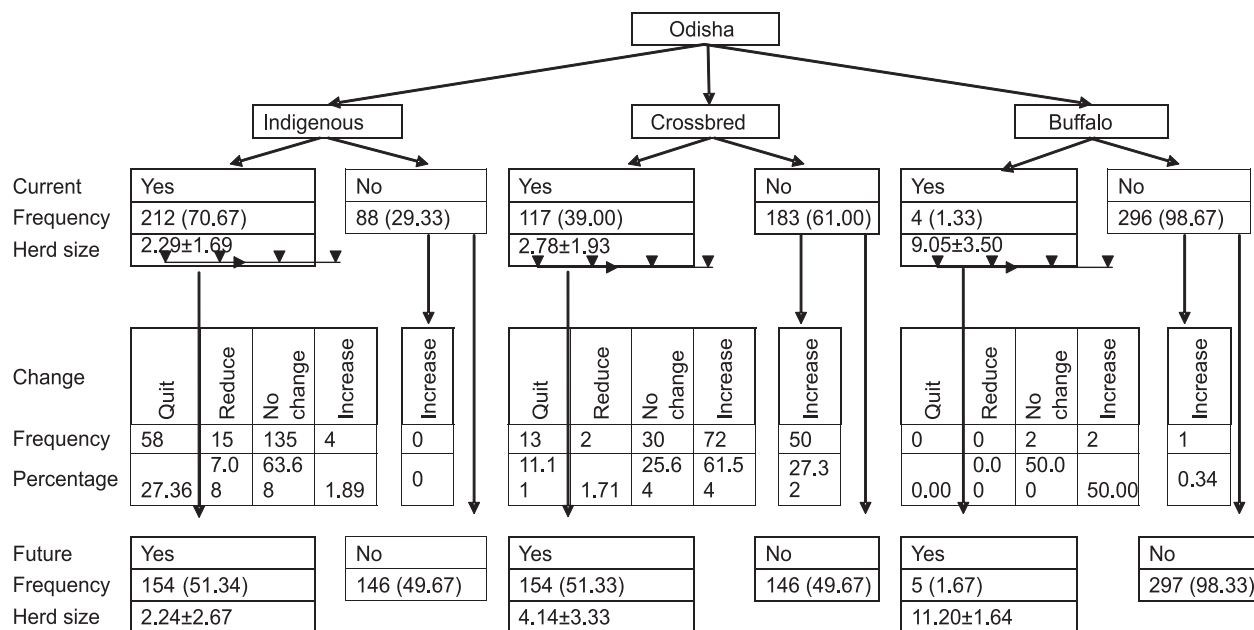 Odisha
Indigenous Crossbred Buffalo
Current Yes No Yes No Yes No
Frequency 212 (70.67) 88 (29.33) 117 (39.00) 183 (61.00) 4 (1.33) 296 (98.67)
Herd size 2.29±1.69 2.78±1.93 9.05±3.50
Change Quit Reduce No change Increase Increase Quit Reduce No change Increase Increase Quit Reduce No change Increase Increase
Frequency 58 15 135 4 0 13 2 30 72 50 0 0 2 2 1
Percentage 27.36 7.08 63.68 1.89 0 11.11 1.71 25.64 61.54 27.32 0.00 0.00 50.00 50.00 0.34
Future Yes No Yes No Yes No
Frequency 154 (51.34) 146 (49.67) 154 (51.33) 146 (49.67) 5 (1.67) 297 (98.33)
Herd size 2.24±2.67 4.14±3.33 11.20±1.64